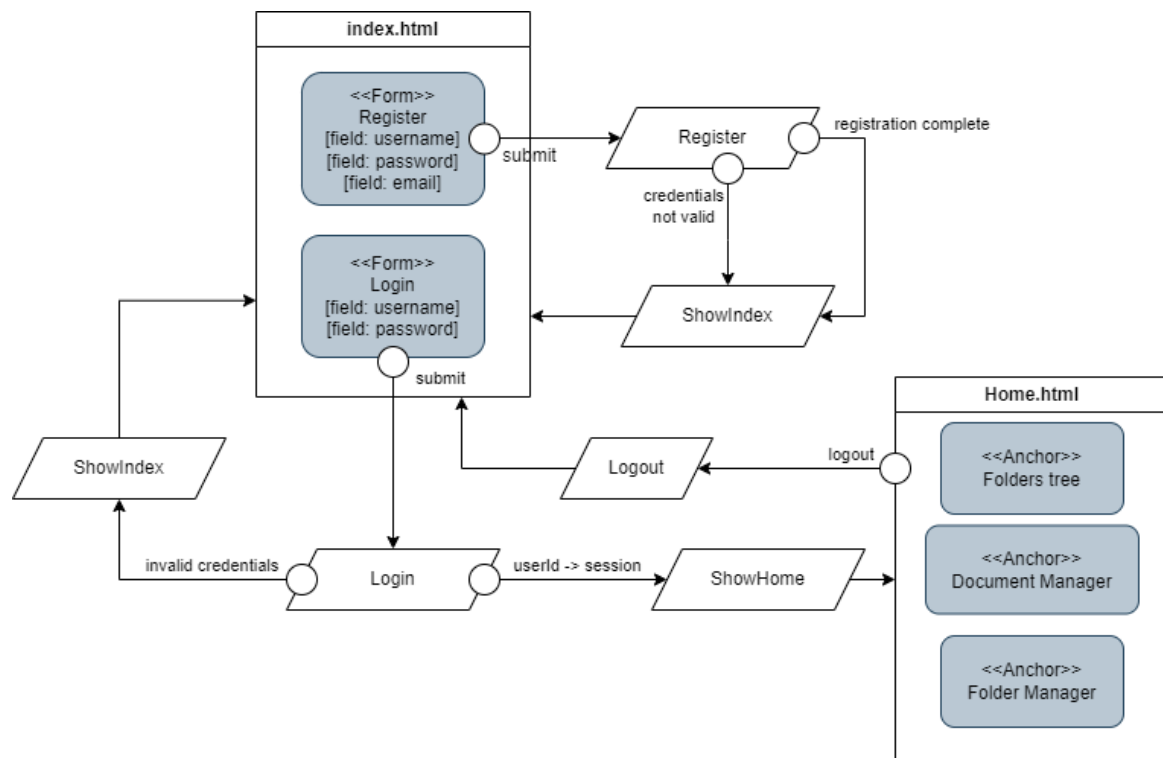 index.html
<<Form>>
Register
[field: username]
[field: password]
[field: email]
submit
Register
registration complete
credentials
not valid
<<Form>>
Login
[field: username]
[field: password]
submit
ShowIndex
Home.html
ShowIndex
Logout
logout
<<Anchor>>
Folders tree
invalid credentials
Login
userId -> session
ShowHome
<<Anchor>>
Document Manager
<<Anchor>>
Folder Manager